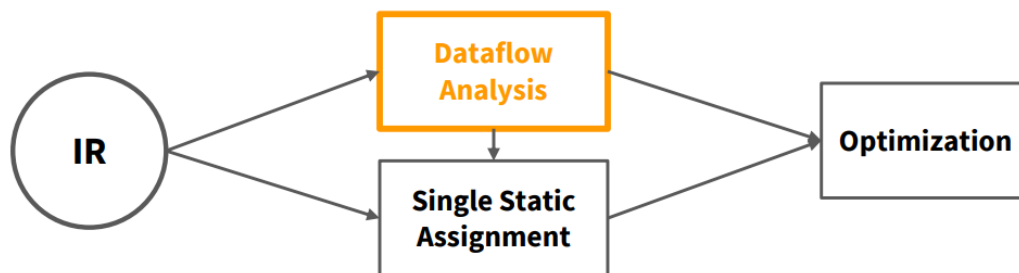 IR
Dataflow
Analysis
Single Static
Assignment
Optimization